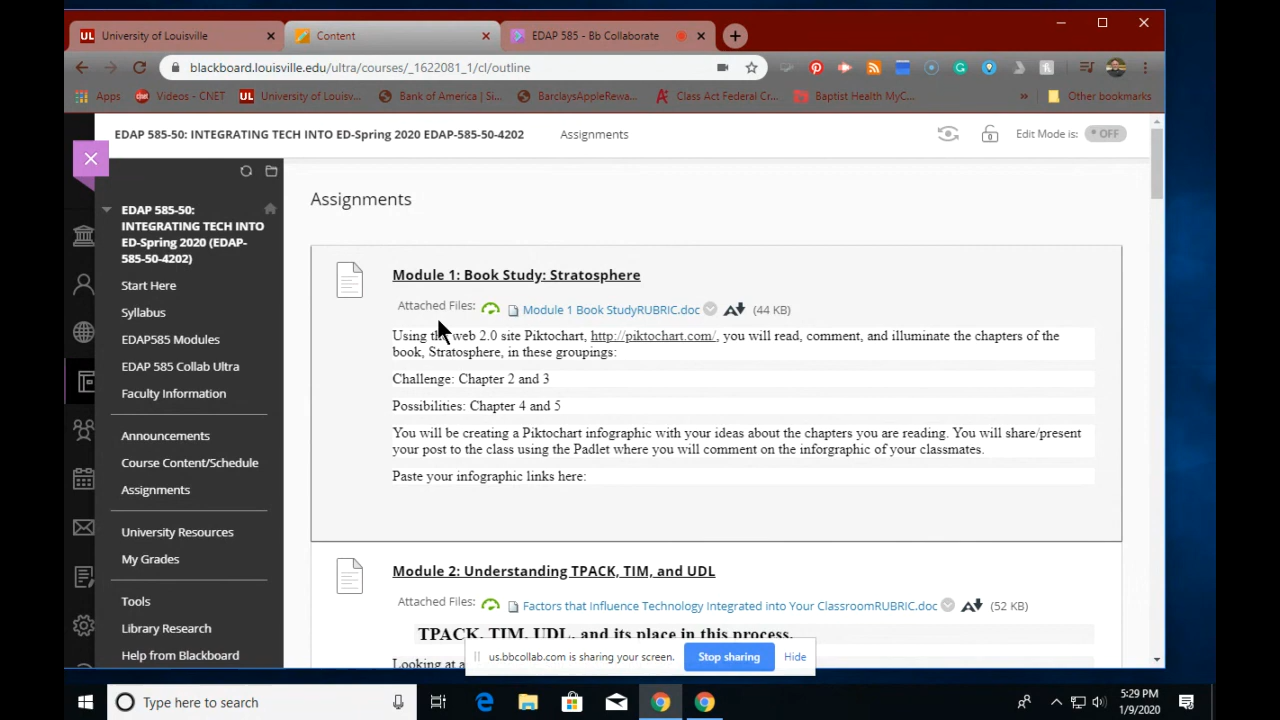 University of Louisville
Content
EDAP 585 - Bb Collaborate
blackboard.louisville.edu/ultra/courses/_1622081_1/cl/outline
Apps
Videos - CNET
University of Louisv...
Bank of America | Si...
BarclaysAppleRewa...
Class Act Federal Cr...
Baptist Health MyC...
»
Other bookmarks
EDAP 585-50: INTEGRATING TECH INTO ED-Spring 2020 EDAP-585-50-4202
Assignments
Edit Mode is:
OFF
EDAP 585-50:
INTEGRATING TECH INTO
ED-Spring 2020 (EDAP-
585-50-4202)
Start Here
Syllabus
EDAP585 Modules
EDAP 585 Collab Ultra
Faculty Information
Announcements
Course Content/Schedule
Assignments
University Resources
My Grades
Tools
Library Research
Help from Blackboard
Assignments
Module 1: Book Study: Stratosphere
Attached Files: Module 1 Book StudyRUBRIC.doc (44 KB)
Using the web 2.0 site Piktochart, http://piktochart.com/, you will read, comment, and illuminate the chapters of the
book, Stratosphere, in these groupings:
Challenge: Chapter 2 and 3
Possibilities: Chapter 4 and 5
You will be creating a Piktochart infographic with your ideas about the chapters you are reading. You will share/present
your post to the class using the Padlet where you will comment on the inforgraphic of your classmates.
Paste your infographic links here:
Module 2: Understanding TPACK, TIM, and UDL
Attached Files: Factors that Influence Technology Integrated into Your ClassroomRUBRIC.doc (52 KB)
TPACK, TIM, UDL, and its place in this process.
Looking at a
us.bbcollab.com is sharing your screen.
Stop sharing
Hide
Type here to search
5:29 PM
1/9/2020